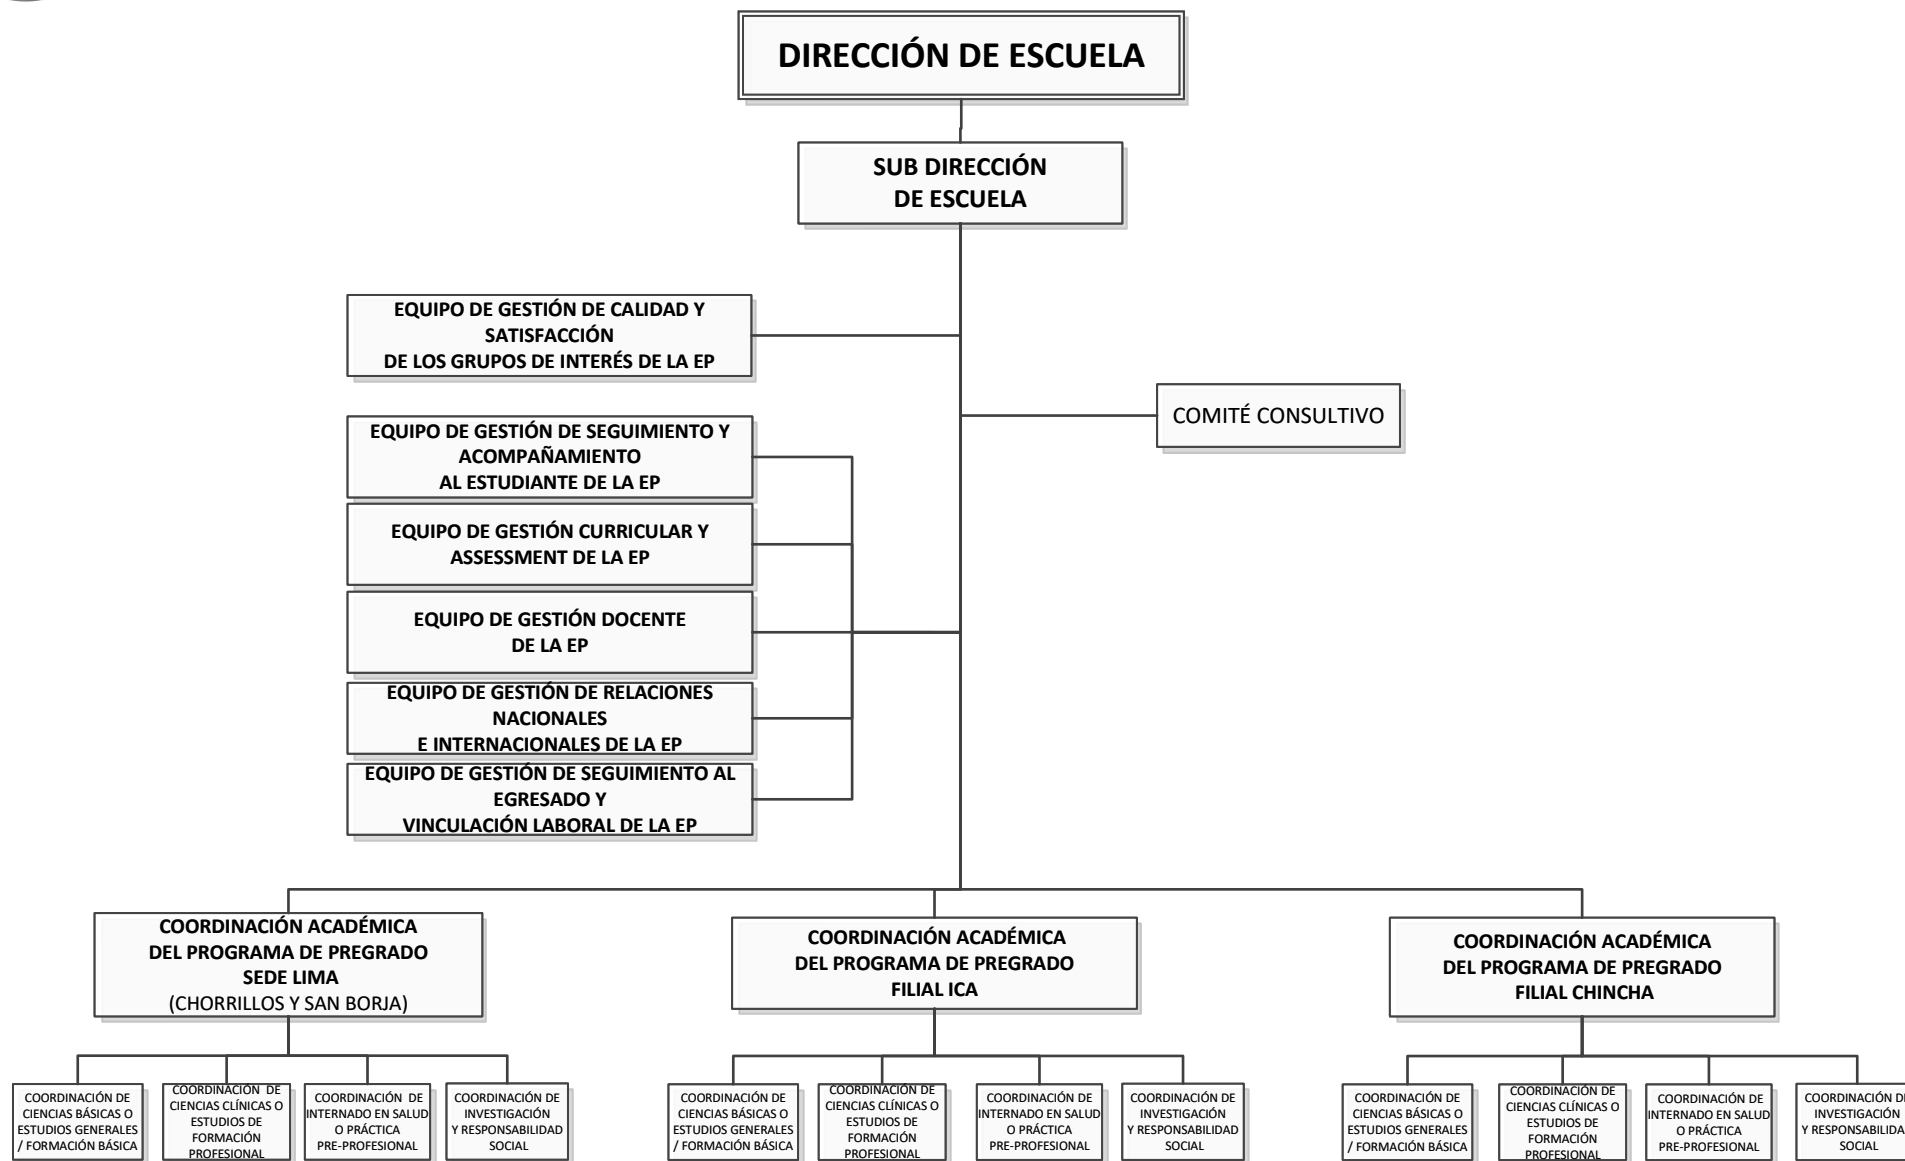 DIRECCIÓN DE ESCUELA
SUB DIRECCIÓN
DE ESCUELA
EQUIPO DE GESTIÓN DE CALIDAD Y
SATISFACCIÓN
DE LOS GRUPOS DE INTERÉS DE LA EP
COMITÉ CONSULTIVO
EQUIPO DE GESTIÓN DE SEGUIMIENTO Y
ACOMPAÑAMIENTO
AL ESTUDIANTE DE LA EP
EQUIPO DE GESTIÓN CURRICULAR Y
ASSESSMENT DE LA EP
EQUIPO DE GESTIÓN DOCENTE
DE LA EP
EQUIPO DE GESTIÓN DE RELACIONES
NACIONALES
E INTERNACIONALES DE LA EP
EQUIPO DE GESTIÓN DE SEGUIMIENTO AL
EGRESADO Y
VINCULACIÓN LABORAL DE LA EP
COORDINACIÓN ACADÉMICA
DEL PROGRAMA DE PREGRADO
SEDE LIMA
(CHORRILLOS Y SAN BORJA)
COORDINACIÓN ACADÉMICA
DEL PROGRAMA DE PREGRADO
FILIAL ICA
COORDINACIÓN ACADÉMICA
DEL PROGRAMA DE PREGRADO
FILIAL CHINCHA
COORDINACIÓN DE
CIENCIAS BÁSICAS O
ESTUDIOS GENERALES
/ FORMACIÓN BÁSICA
COORDINACIÓN DE
CIENCIAS CLÍNICAS O
ESTUDIOS DE
FORMACIÓN
PROFESIONAL
COORDINACIÓN DE
INTERNADO EN SALUD
O PRÁCTICA
PRE-PROFESIONAL
COORDINACIÓN DE
INVESTIGACIÓN
Y RESPONSABILIDAD
SOCIAL
COORDINACIÓN DE
CIENCIAS BÁSICAS O
ESTUDIOS GENERALES
/ FORMACIÓN BÁSICA
COORDINACIÓN DE
CIENCIAS CLÍNICAS O
ESTUDIOS DE
FORMACIÓN
PROFESIONAL
COORDINACIÓN DE
INTERNADO EN SALUD
O PRÁCTICA
PRE-PROFESIONAL
COORDINACIÓN DE
INVESTIGACIÓN
Y RESPONSABILIDAD
SOCIAL
COORDINACIÓN DE
CIENCIAS BÁSICAS O
ESTUDIOS GENERALES
/ FORMACIÓN BÁSICA
COORDINACIÓN DE
CIENCIAS CLÍNICAS O
ESTUDIOS DE
FORMACIÓN
PROFESIONAL
COORDINACIÓN DE
INTERNADO EN SALUD
O PRÁCTICA
PRE-PROFESIONAL
COORDINACIÓN DE
INVESTIGACIÓN
Y RESPONSABILIDA
SOCIAL